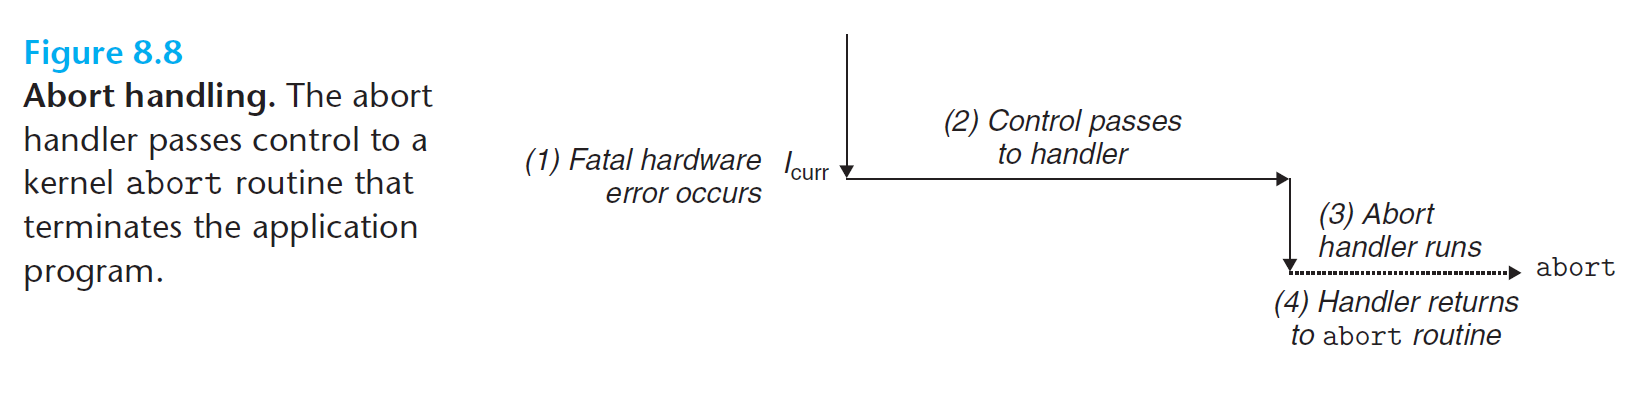 Figure 8.8
Abort handling. The abort
handler passes control to a
kernel abort routine that
terminates the application
program.
(1) Fatal hardware
error occurs
Icurr
(2) Control passes
to handler
(3) Abort
handler runs
abort
(4) Handler returns
to abort routine